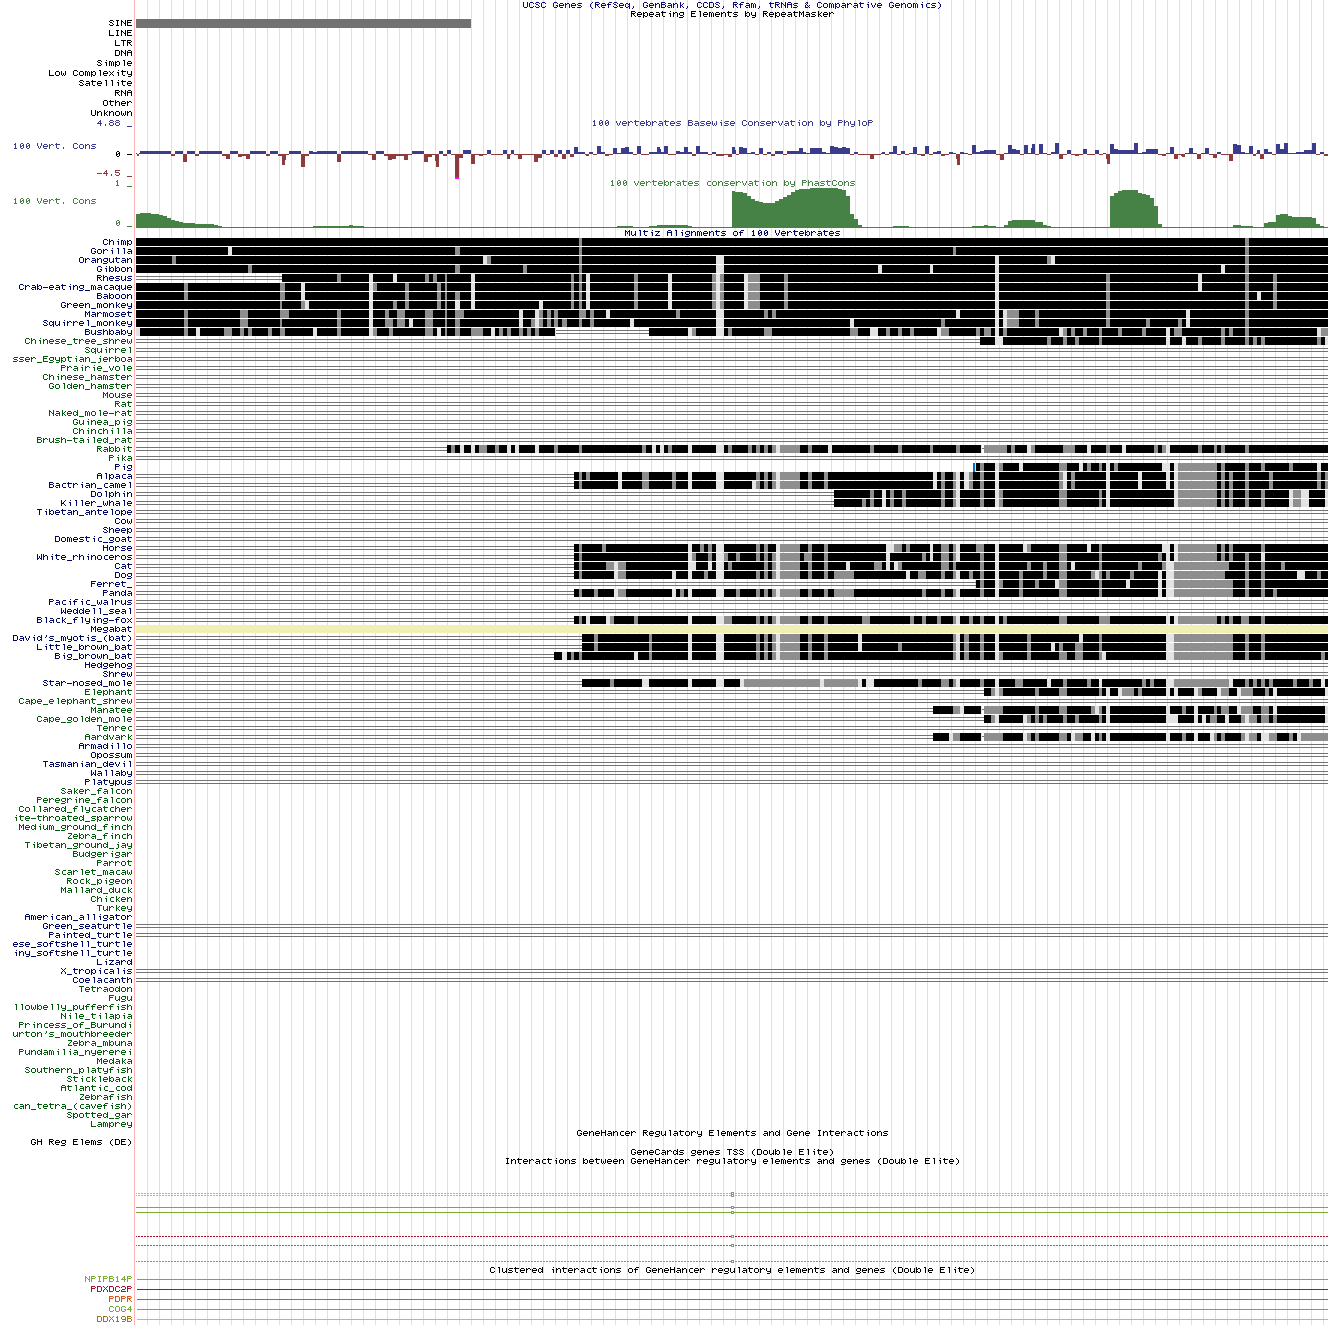 UCSC Genes (RefSeq, GenBank, CCDS, Rfam, tRNAs & Comparative Genomics)
Repeating Elements by RepeatMasker
SINE
LINE
LTR
DNA
Simple
Low Complexity
Satellite
RNA
Other
Unknown
4.88 _
100 vertebrates Basewise Conservation by PhyloP
100 Vert. Cons
0 -
-4.5 _
1 _
100 vertebrates conservation by PhastCons
100 Vert. Cons
0 _
Multiz Alignments of 100 Vertebrates
Chimp
Gorilla
Orangutan
Gibbon
Rhesus
Crab-eating_macaque
Baboon
Green_monkey
Marmoset
Squirrel_monkey
Bushbaby
Chinese_tree_shrew
Squirrel
sser_Egyptian_jerboa
Prairie_vole
Chinese_hamster
Golden_hamster
Mouse
Rat
Naked_mole-rat
Guinea_pig
Chinchilla
Brush-tailed_rat
Rabbit
Pika
Pig
Alpaca
Bactrian_camel
Dolphin
Killer_whale
Tibetan_antelope
Cow
Sheep
Domestic_goat
Horse
White_rhinoceros
Cat
Dog
Ferret_
Panda
Pacific_walrus
Weddell_seal
Black_flying-fox
Megabat
David's_myotis_(bat)
Little_brown_bat
Big_brown_bat
Hedgehog
Shrew
Star-nosed_mole
Elephant
Cape_elephant_shrew
Manatee
Cape_golden_mole
Tenrec
Aardvark
Armadillo
Opossum
Tasmanian_devil
Wallaby
Platypus
Saker_falcon
Peregrine_falcon
Collared_flycatcher
ite-throated_sparrow
Medium_ground_finch
Zebra_finch
Tibetan_ground_jay
Budgerigar
Parrot
Scarlet_macaw
Rock_pigeon
Mallard_duck
Chicken
Turkey
American_alligator
Green_seaturtle
Painted_turtle
ese_softshell_turtle
iny_softshell_turtle
Lizard
X_tropicalis
Coelacanth
Tetraodon
Fugu
llowbelly_pufferfish
Nile_tilapia
Princess_of_Burundi
urton's_mouthbreeder
Zebra_mbuna
Pundamilia_nyererei
Medaka
Southern_platyfish
Stickleback
Atlantic_cod
Zebrafish
can_tetra_(cavefish)
Spotted_gar
Lamprey
GeneHancer Regulatory Elements and Gene Interactions
GH Reg Elems (DE)
GeneCards genes TSS (Double Elite)
Interactions between GeneHancer regulatory elements and genes (Double Elite)
Clustered interactions of GeneHancer regulatory elements and genes (Double Elite)
NPIPB14P
PDXDC2P
PDPR
COG4
DDX19B